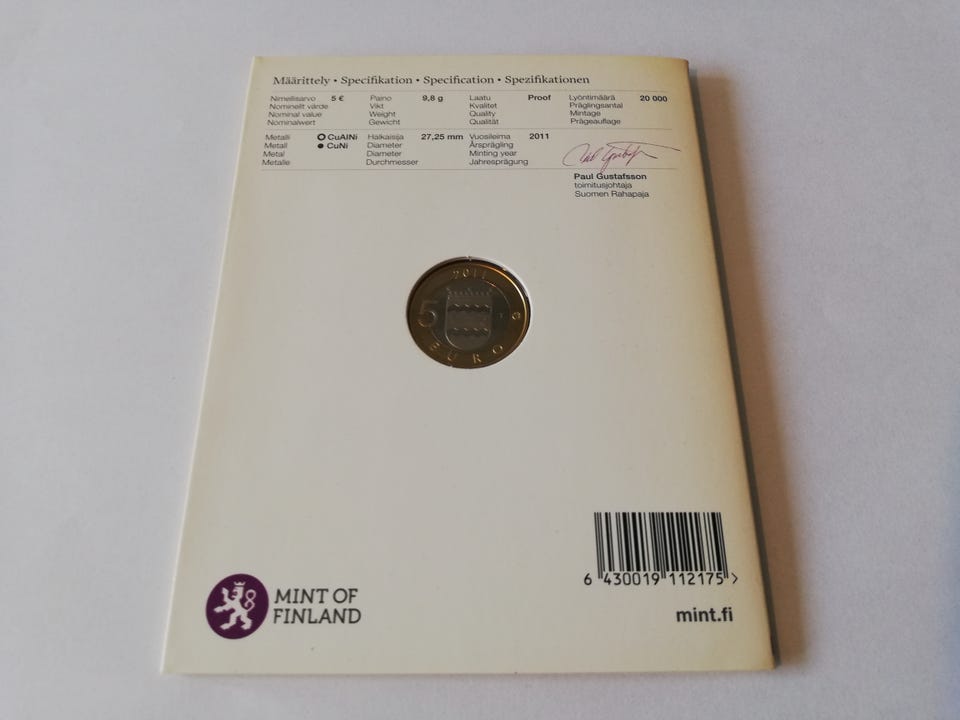 Määrittely • Specifikation • Specification • Spezifikationen
Nimellisarvo 5 € Paino 9,8 g Laatu Proof Lyöntimäärä 20 000
Nominellt värde Vikt Kvalitet Präglingsantal
Nominal value Weight Quality Mintage
Nominalwert Gewicht Qualität Prägeauflage
Metalli CuAlNi Halkaisija 27,25 mm Vuosileima 2011
Metall CuNi Diameter Årsprägling
Metal Diameter Minting year
Metalle Durchmesser Jahresprägung
Paul Gustafsson
toimitusjohtaja
Suomen Rahapaja
2011
5
EURO
6 430019 112175 >
MINT OF
FINLAND
mint.fi